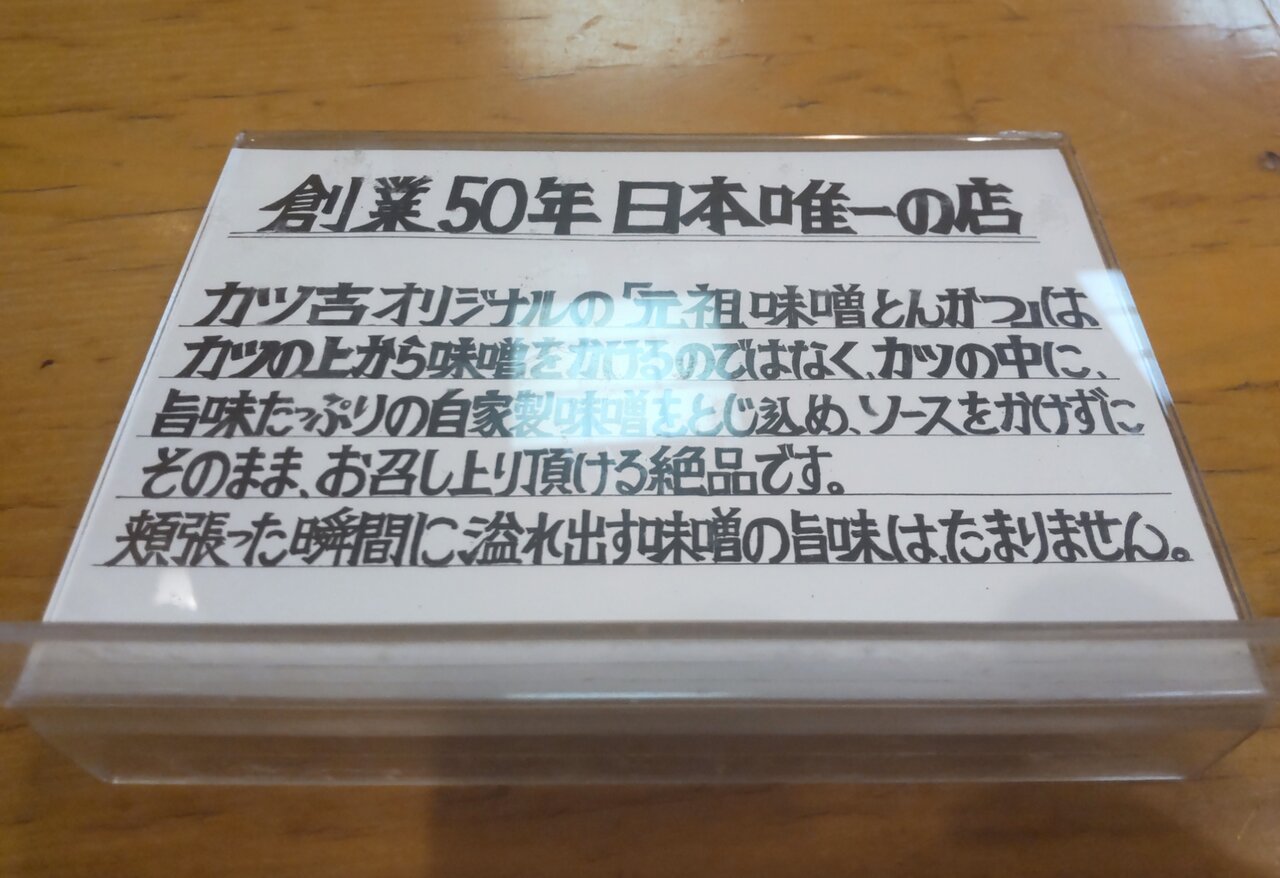 創業50年日本唯一の店
カツ吉オリジナルの「元祖味噌とんかつ」は
カツの上から味噌をかけるのではなく、カツの中に、
旨味たっぷりの自家製味噌をとじ込め、ソースをかけずに
そのまま、お召し上り頂ける絶品です。
頬張った瞬間に溢れ出す味噌の旨味は、たまりません。